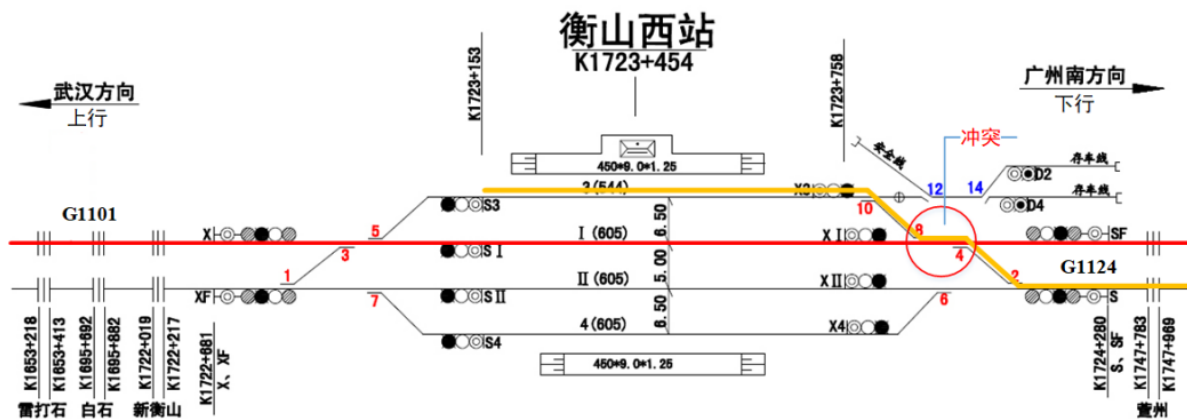 衡山西站
K1723+454
武汉方向
上行
广州南方向
下行
K1723+153
K1723+758
冲突
安全线
存车线
D2
存车线
D4
12
14
450*9.0*1.25
3(544)
X3
S3
10
G1101
5
6.50
8
X
Ⅰ(605)
XⅠ
SF
3
SⅠ
4
G1124
5.00
1
Ⅱ(605)
XⅡ
2
XF
7
SⅡ
6
S
6.50
4(605)
X4
S4
450*9.0*1.25
K1653+218
K1653+413
K1695+692
K1695+882
K1722+019
K1722+217
K1722+681
X、XF
K1724+280
S、SF
K1747+783
K1747+969
雷打石
白石
新衡山
萱州